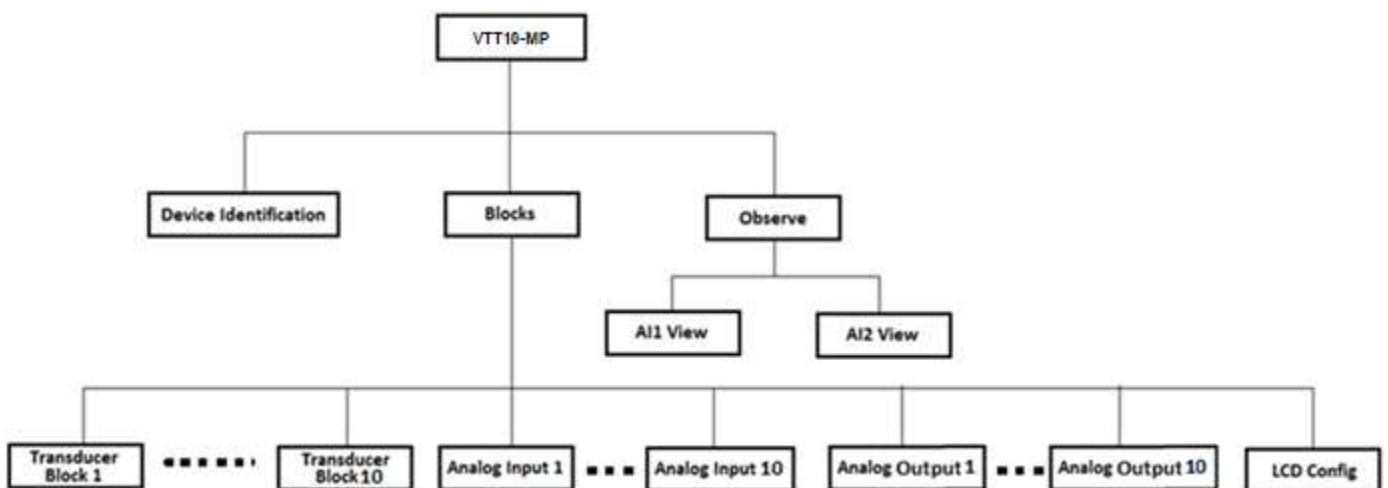 VTT10-MP
Device Identification
Blocks
Observe
AI1 View
AI2 View
Transducer
Block 1
Transducer
Block 10
Analog Input 1
Analog Input 10
Analog Output 1
Analog Output 10
LCD Config